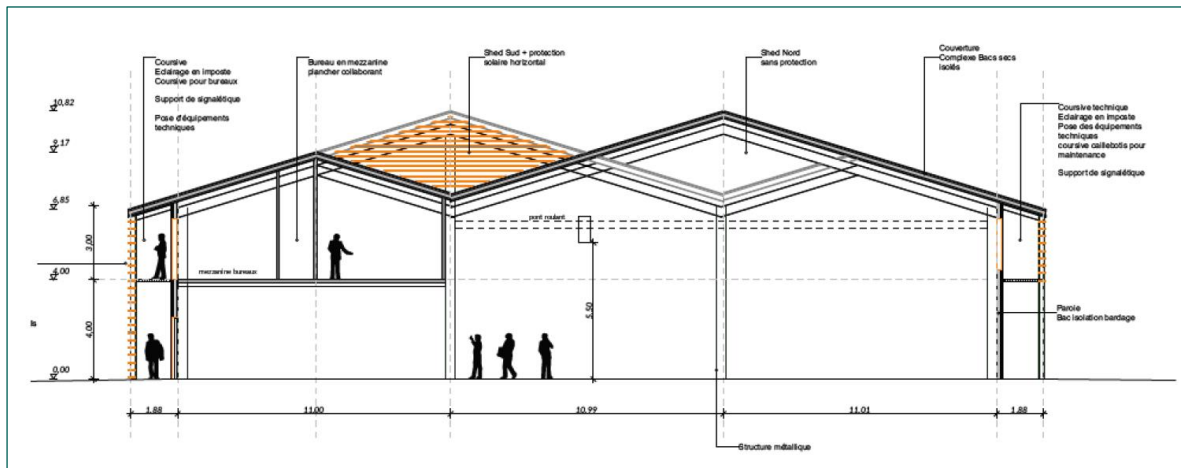 Coursive
Eclairage en imposte
Coursive pour bureaux
Support de signalétique
Pose d'équipements
techniques
Bureau en mezzanine
plancher collaborant
Shed Sud + protection
solaire horizontal
Shed Nord
sans protection
Couverture
Complexe Bacs secs
isolés
Coursive technique
Eclairage en imposte
Pose des équipements
techniques
coursive caillebotis pour
maintenance
Support de signalétique
10,82
9,17
6,85
3,00
4,00
4,00
0,00
pont roulant
mezzanine bureaux
5,50
Paroie
Bac isolation bardage
1,88
11,00
10,99
11,01
1,88
Structure métallique